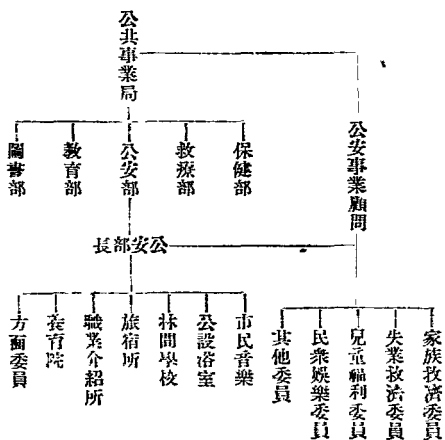 公共事業局
公安事業顧問
保健部
救療部
公安部
教育部
圖書部
公安部長
家族救濟委員
失業救濟委員
兒童福利委員
民衆娛樂委員
其他委員
市民音樂
公設浴室
林間學校
旅宿所
職業介紹所
養育院
方面委員